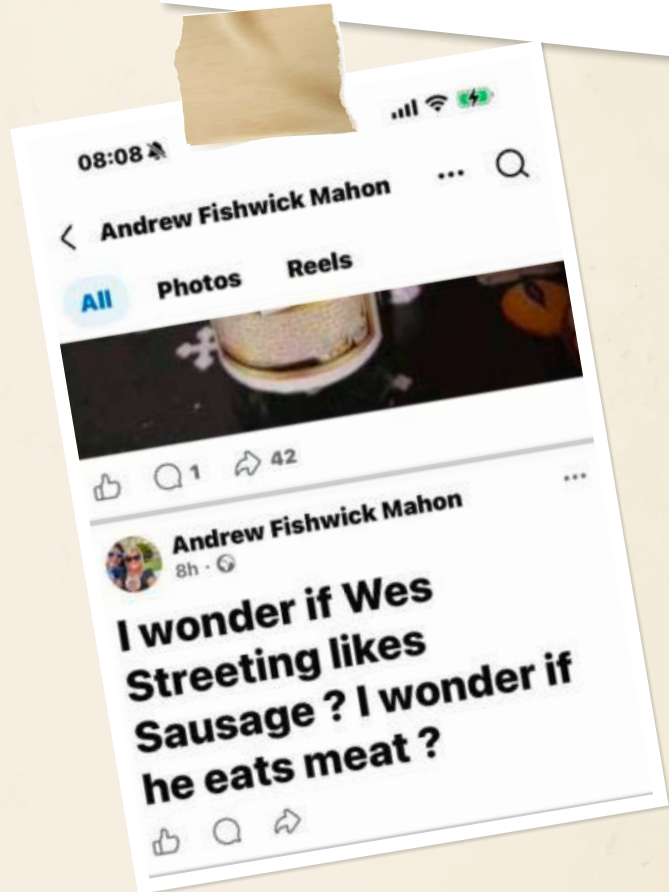 08:08
Andrew Fishwick Mahon
All Photos Reels
1 42
Andrew Fishwick Mahon
8h
I wonder if Wes
Streeting likes
Sausage ? I wonder if
he eats meat ?